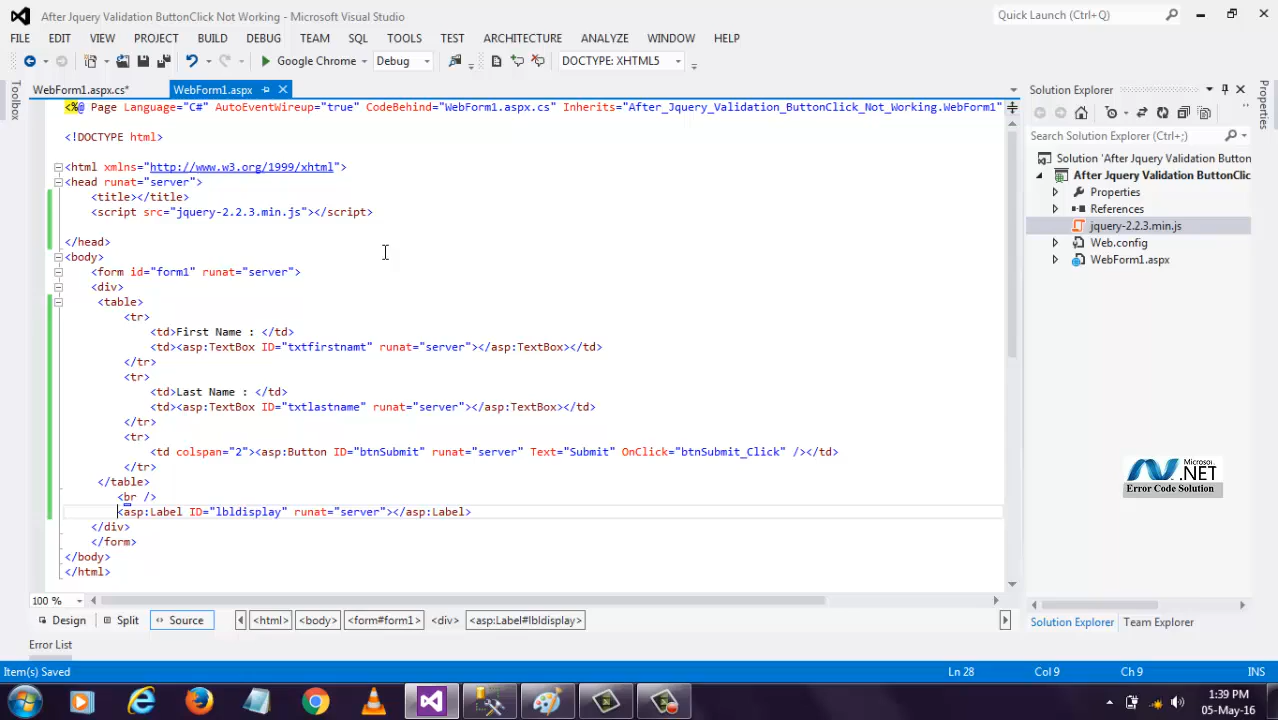 After Jquery Validation ButtonClick Not Working - Microsoft Visual Studio
Quick Launch (Ctrl+Q)
FILE EDIT VIEW PROJECT BUILD DEBUG TEAM SQL TOOLS TEST ARCHITECTURE ANALYZE WINDOW HELP
Google Chrome Debug DOCTYPE: XHTML5
Toolbox
WebForm1.aspx.cs* WebForm1.aspx
<%@ Page Language="C#" AutoEventWireup="true" CodeBehind="WebForm1.aspx.cs" Inherits="After_Jquery_Validation_ButtonClick_Not_Working.WebForm1"
<!DOCTYPE html>
<html xmlns="http://www.w3.org/1999/xhtml">
<head runat="server">
<title></title>
<script src="jquery-2.2.3.min.js"></script>
</head>
<body>
<form id="form1" runat="server">
<div>
<table>
<tr>
<td>First Name : </td>
<td><asp:TextBox ID="txtfirstnamt" runat="server"></asp:TextBox></td>
</tr>
<tr>
<td>Last Name : </td>
<td><asp:TextBox ID="txtlastname" runat="server"></asp:TextBox></td>
</tr>
<tr>
<td colspan="2"><asp:Button ID="btnSubmit" runat="server" Text="Submit" OnClick="btnSubmit_Click" /></td>
</tr>
</table>
<br />
<asp:Label ID="lbldisplay" runat="server"></asp:Label>
</div>
</form>
</body>
</html>
100 %
Design Split Source <html> <body> <form#form1> <div> <asp:Label#lbldisplay>
Error List
Solution Explorer
Search Solution Explorer (Ctrl+;)
Solution 'After Jquery Validation Button
After Jquery Validation ButtonClic
Properties
References
jquery-2.2.3.min.js
Web.config
WebForm1.aspx
Microsoft
.NET
Error Code Solution
Solution Explorer Team Explorer
Properties
Item(s) Saved Ln 28 Col 9 Ch 9 INS
1:39 PM
05-May-16